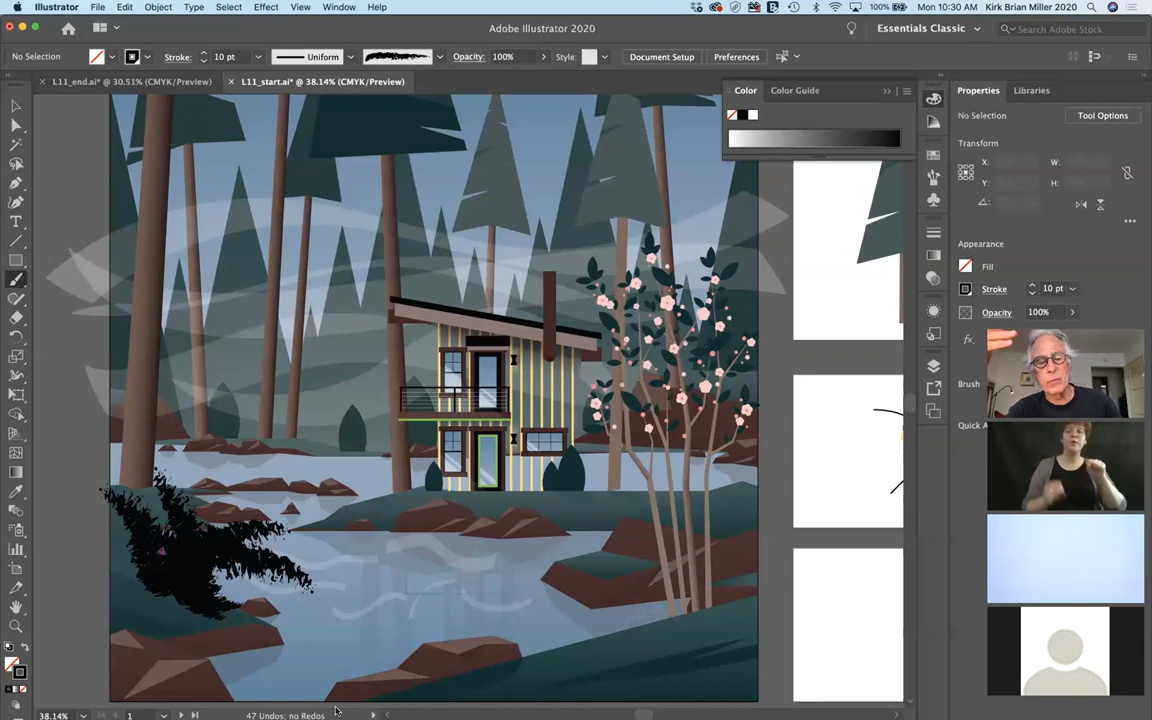 Illustrator File Edit Object Type Select Effect View Window Help 100% Mon 10:30 AM Kirk Brian Miller 2020
Adobe Illustrator 2020 Essentials Classic Search Adobe Stock
No Selection Stroke: 10 pt Uniform Opacity: 100% Style: Document Setup Preferences
L11_end.ai* @ 30.51% (CMYK/Preview) L11_start.ai* @ 38.14% (CMYK/Preview)
Color Color Guide
Properties Libraries
No Selection Tool Options
Transform
X: W:
Y: H:
Appearance
Fill
Stroke 10 pt
Opacity 100%
fx
Brush
Quick A
38.14% 1 47 Undos; no Redos